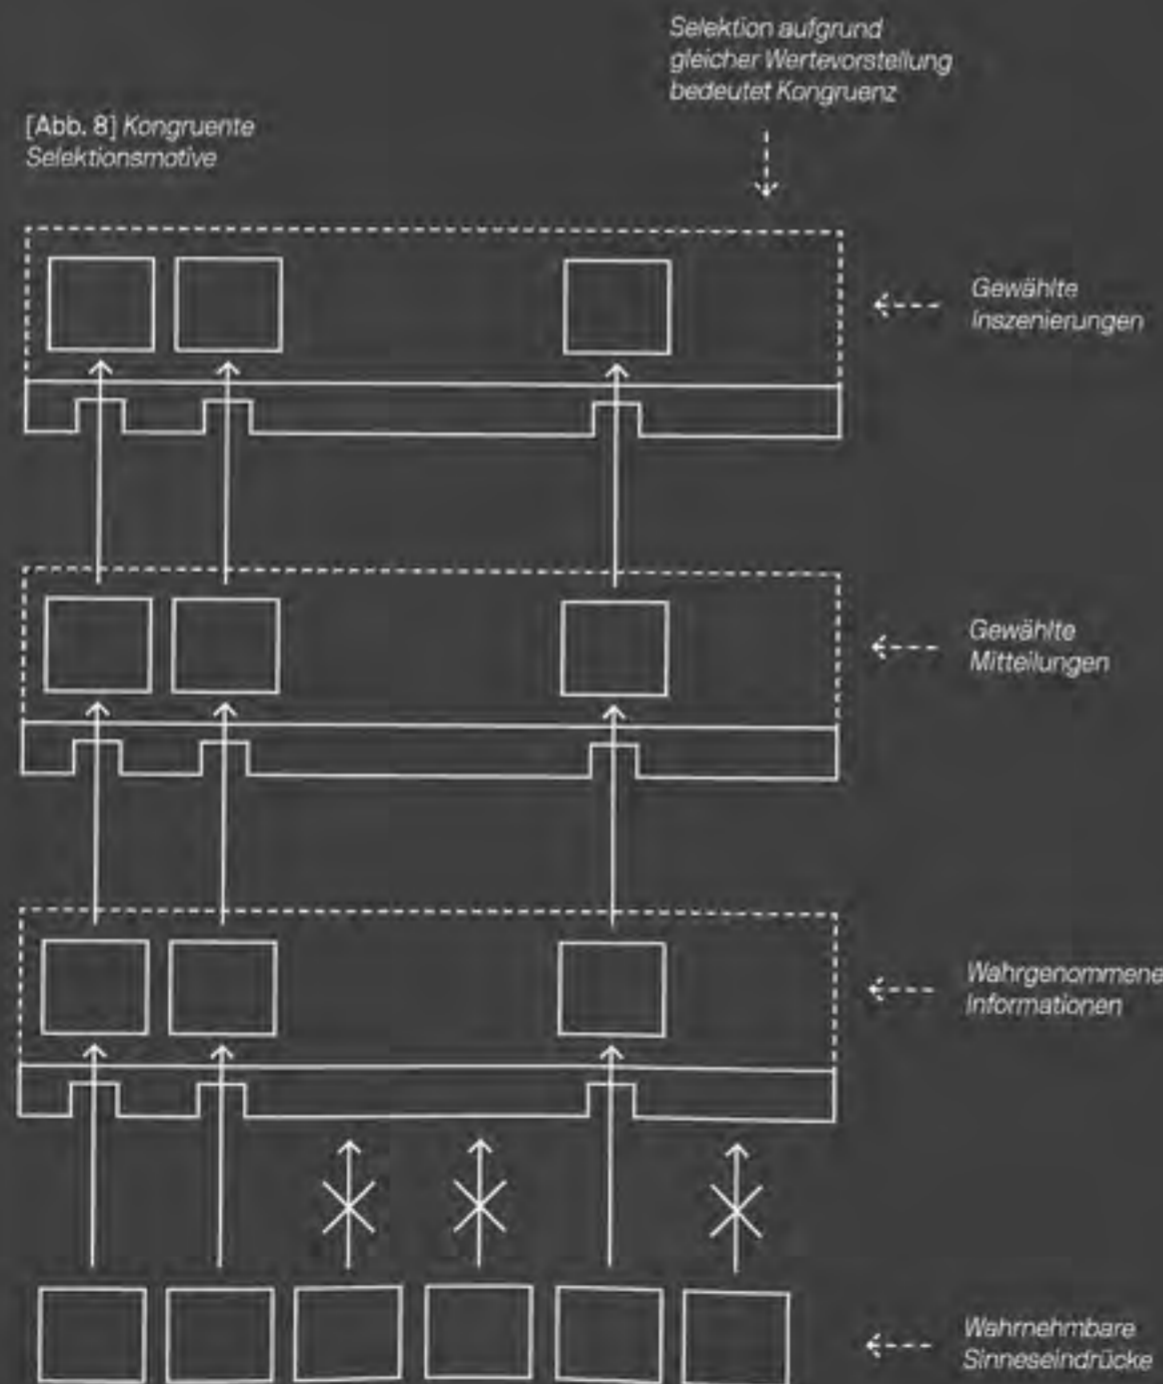 Selektion aufgrund
gleicher Wertevorstellung
bedeutet Kongruenz
[Abb. 8] Kongruente
Selektionsmotive
Gewählte
Inszenierungen
Gewählte
Mitteilungen
Wahrgenommene
Informationen
Wahrnehmbare
Sinneseindrücke